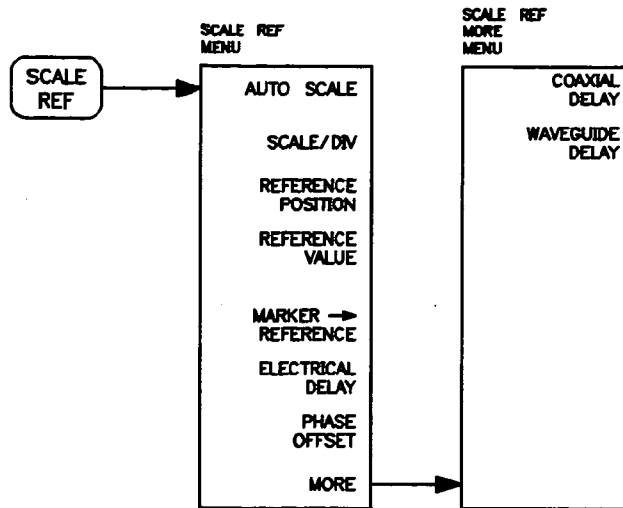 SCALE REF
MENU
SCALE
REF
AUTO SCALE
SCALE/DIV
REFERENCE
POSITION
REFERENCE
VALUE
MARKER →
REFERENCE
ELECTRICAL
DELAY
PHASE
OFFSET
MORE
SCALE REF
MORE
MENU
COAXIAL
DELAY
WAVEGUIDE
DELAY